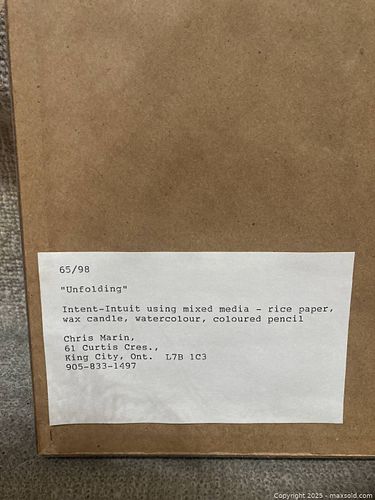 65/98
"Unfolding"
Intent-Intuit using mixed media - rice paper,
wax candle, watercolour, coloured pencil
Chris Marin,
61 Curtis Cres.,
King City, Ont.  L7B 1C3
905-833-1497
Copyright 2025 - maxsold.com